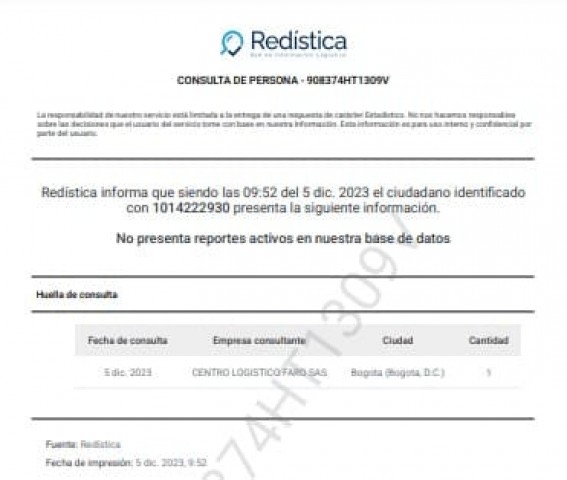 Redística
Red de Información Logística
CONSULTA DE PERSONA - 908374HT1309V
La responsabilidad de nuestro servicio está limitada a la entrega de una respuesta de carácter Estadístico. No nos hacemos responsables
sobre las decisiones que el usuario del servicio tome con base en nuestra información. Esta información es para uso interno y confidencial por
parte del usuario.
Redística informa que siendo las 09:52 del 5 dic. 2023 el ciudadano identificado
con 1014222930 presenta la siguiente información.
No presenta reportes activos en nuestra base de datos
Huella de consulta
Fecha de consulta Empresa consultante Ciudad Cantidad
5 dic. 2023 CENTRO LOGISTICO FARO SAS Bogota (Bogota, D.C.) 1
Fuente: Redística
Fecha de impresión: 5 dic. 2023, 9:52
374HT1309V